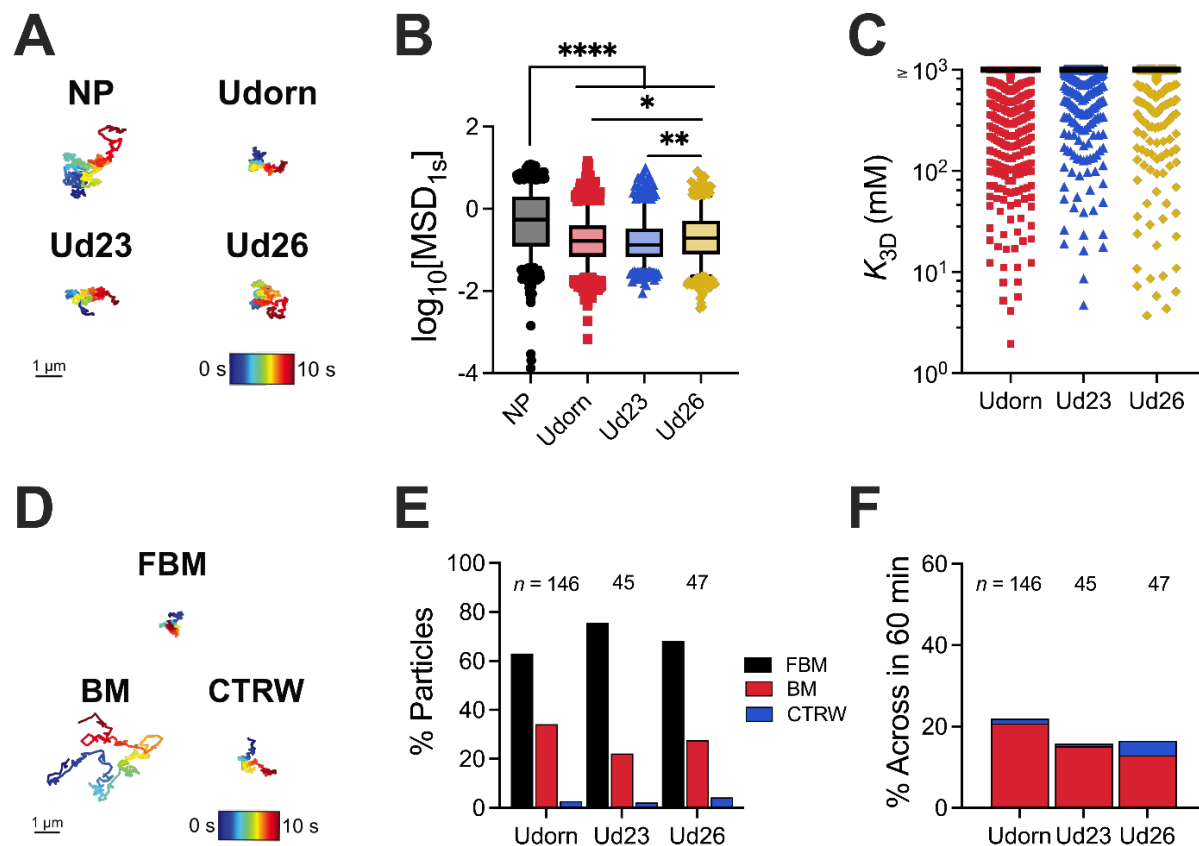 A
NP
Udorn
Ud23
Ud26
1 μm
0 s
10 s
B
****
*
**
log₁₀[MSD₁ₛ]
2
0
-2
-4
NP
Udorn
Ud23
Ud26
C
≥
K₃D (mM)
10³
10²
10¹
10⁰
Udorn
Ud23
Ud26
D
FBM
BM
CTRW
1 μm
0 s
10 s
E
% Particles
100
80
60
40
20
0
n = 146
45
47
Udorn
Ud23
Ud26
FBM
BM
CTRW
F
% Across in 60 min
60
40
20
0
n = 146
45
47
Udorn
Ud23
Ud26